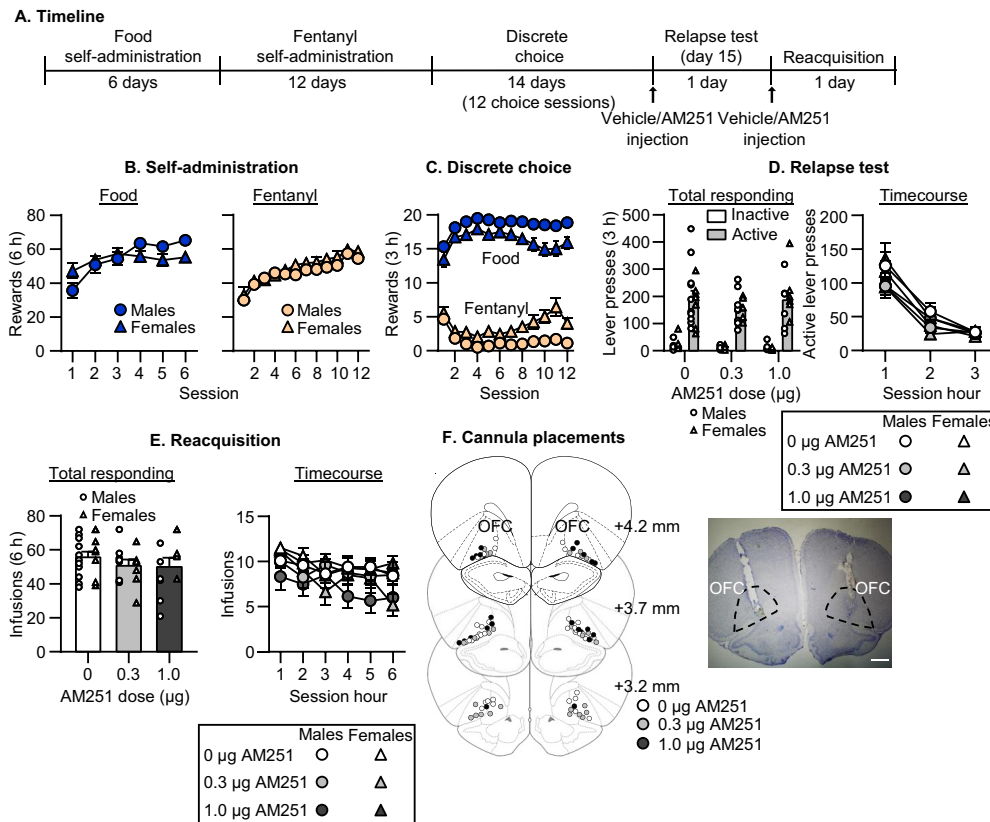 A. Timeline
Food
self-administration
Fentanyl
self-administration
Discrete
choice
Relapse test
(day 15)
Reacquisition
6 days
12 days
14 days
(12 choice sessions)
1 day
1 day
Vehicle/AM251
injection
Vehicle/AM251
injection
B. Self-administration
Food
Fentanyl
Rewards (6 h)
80
60
40
20
0
Males
Females
Males
Females
1 2 3 4 5 6
2 4 6 8 10 12
Session
C. Discrete choice
Rewards (3 h)
20
15
10
5
0
Food
Fentanyl
2 4 6 8 10 12
Session
D. Relapse test
Total responding
Lever presses (3 h)
500
400
300
200
100
0
Inactive
Active
0 0.3 1.0
AM251 dose (µg)
Males
Females
Timecourse
Active lever presses
200
150
100
50
0
1 2 3
Session hour
Males Females
0 µg AM251
0.3 µg AM251
1.0 µg AM251
E. Reacquisition
Total responding
Males
Females
Infusions (6 h)
80
60
40
20
0
0 0.3 1.0
AM251 dose (µg)
Timecourse
Infusions
15
10
5
0
1 2 3 4 5 6
Session hour
Males Females
0 µg AM251
0.3 µg AM251
1.0 µg AM251
F. Cannula placements
OFC OFC
+4.2 mm
+3.7 mm
+3.2 mm
0 µg AM251
0.3 µg AM251
1.0 µg AM251
OFC OFC